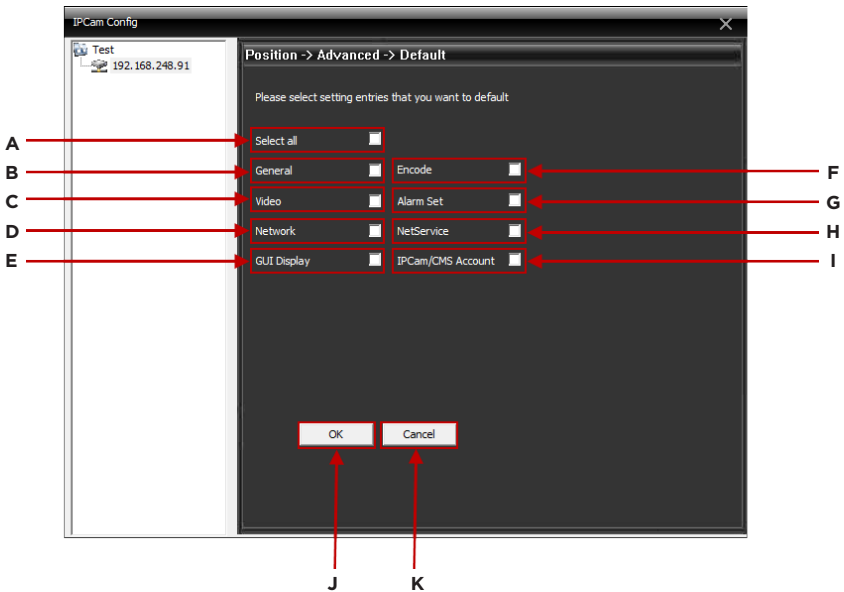 IPCam Config
Test
192.168.248.91
Position -> Advanced -> Default
Please select setting entries that you want to default
A
Select all
B
General
Encode
F
C
Video
Alarm Set
G
D
Network
NetService
H
E
GUI Display
IPCam/CMS Account
I
OK
Cancel
J
K